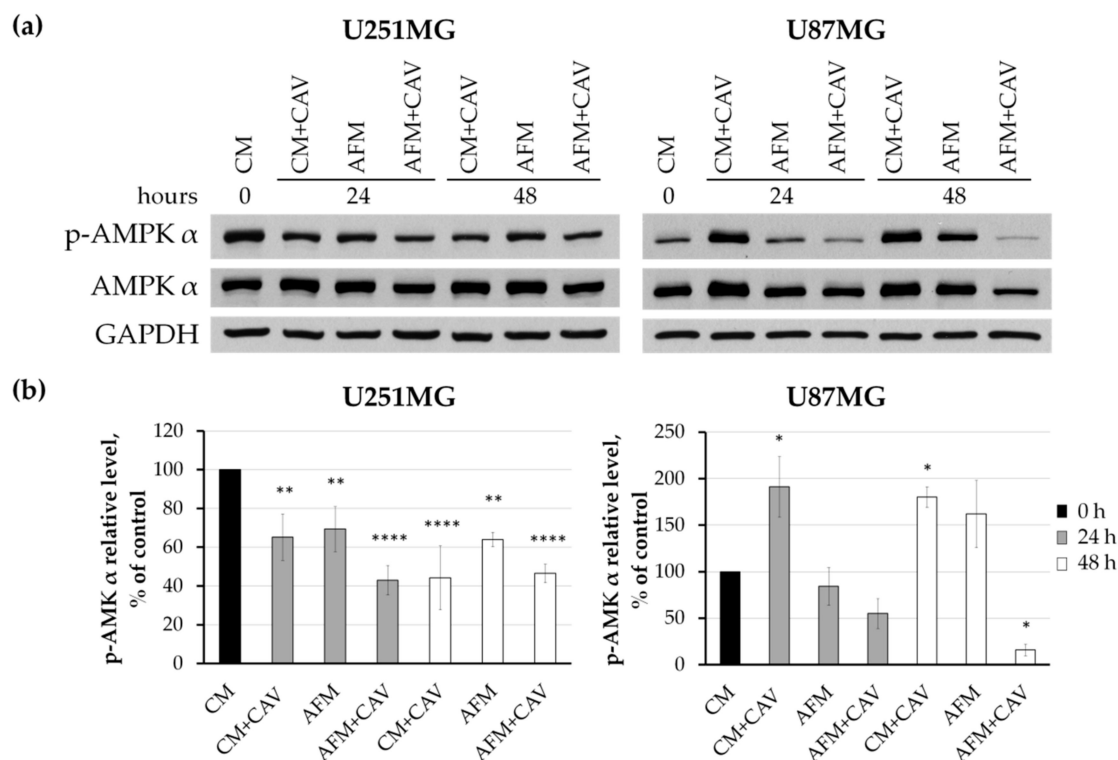 (a)
U251MG
U87MG
CM
CM+CAV
AFM
AFM+CAV
CM+CAV
AFM
AFM+CAV
CM
CM+CAV
AFM
AFM+CAV
CM+CAV
AFM
AFM+CAV
hours 0 24 48 0 24 48
p-AMPK α
AMPK α
GAPDH
(b)
U251MG
p-AMK α relative level,
% of control
120
100
80
60
40
20
0
** ** **** **** ** ****
CM
CM+CAV
AFM
AFM+CAV
CM+CAV
AFM
AFM+CAV
U87MG
p-AMK α relative level,
% of control
250
200
150
100
50
0
* * *
CM
CM+CAV
AFM
AFM+CAV
CM+CAV
AFM
AFM+CAV
0 h
24 h
48 h